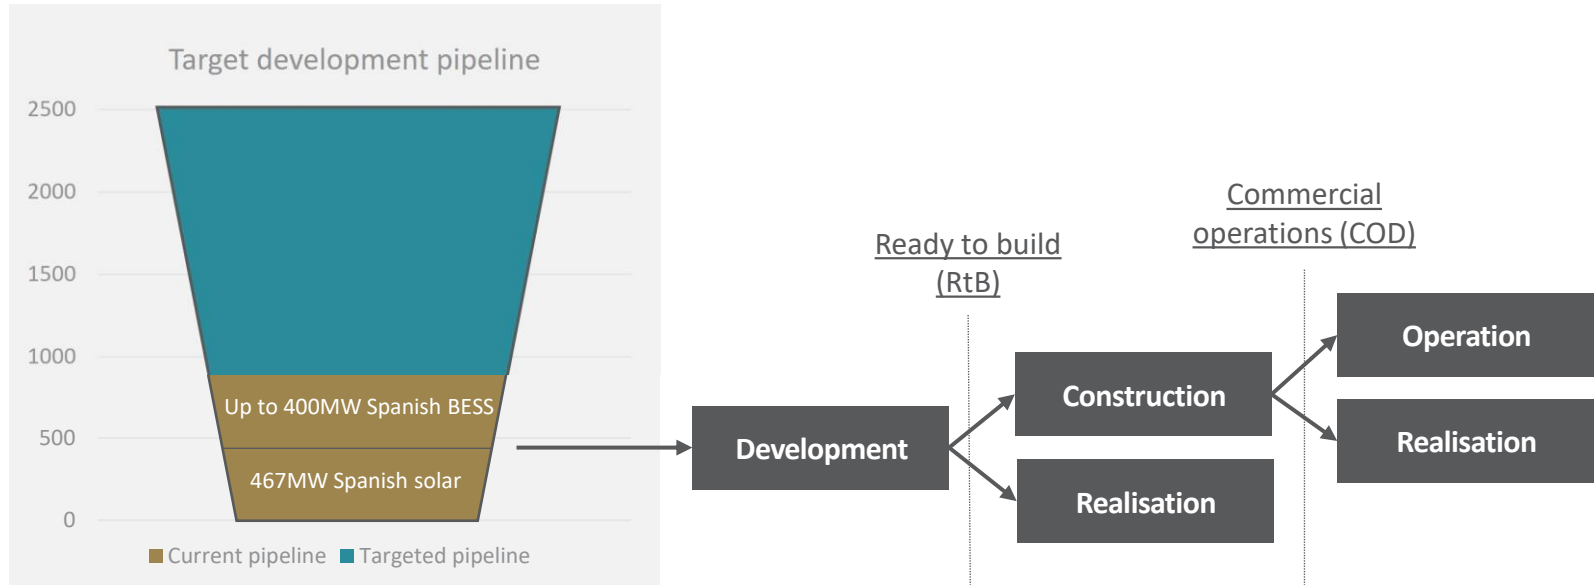 Target development pipeline
2500
2000
1500
1000
500
0
Up to 400MW Spanish BESS
467MW Spanish solar
Current pipeline
Targeted pipeline
Development
Ready to build
(RtB)
Construction
Realisation
Commercial
operations (COD)
Operation
Realisation